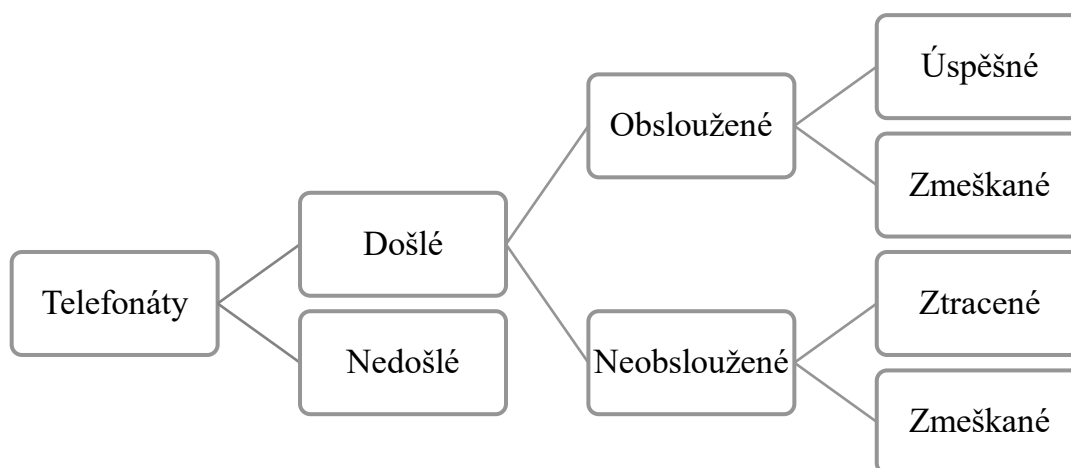 Telefonáty
Došlé
Nedošlé
Obsloužené
Neobsloužené
Úspěšné
Zmeškané
Ztracené
Zmeškané